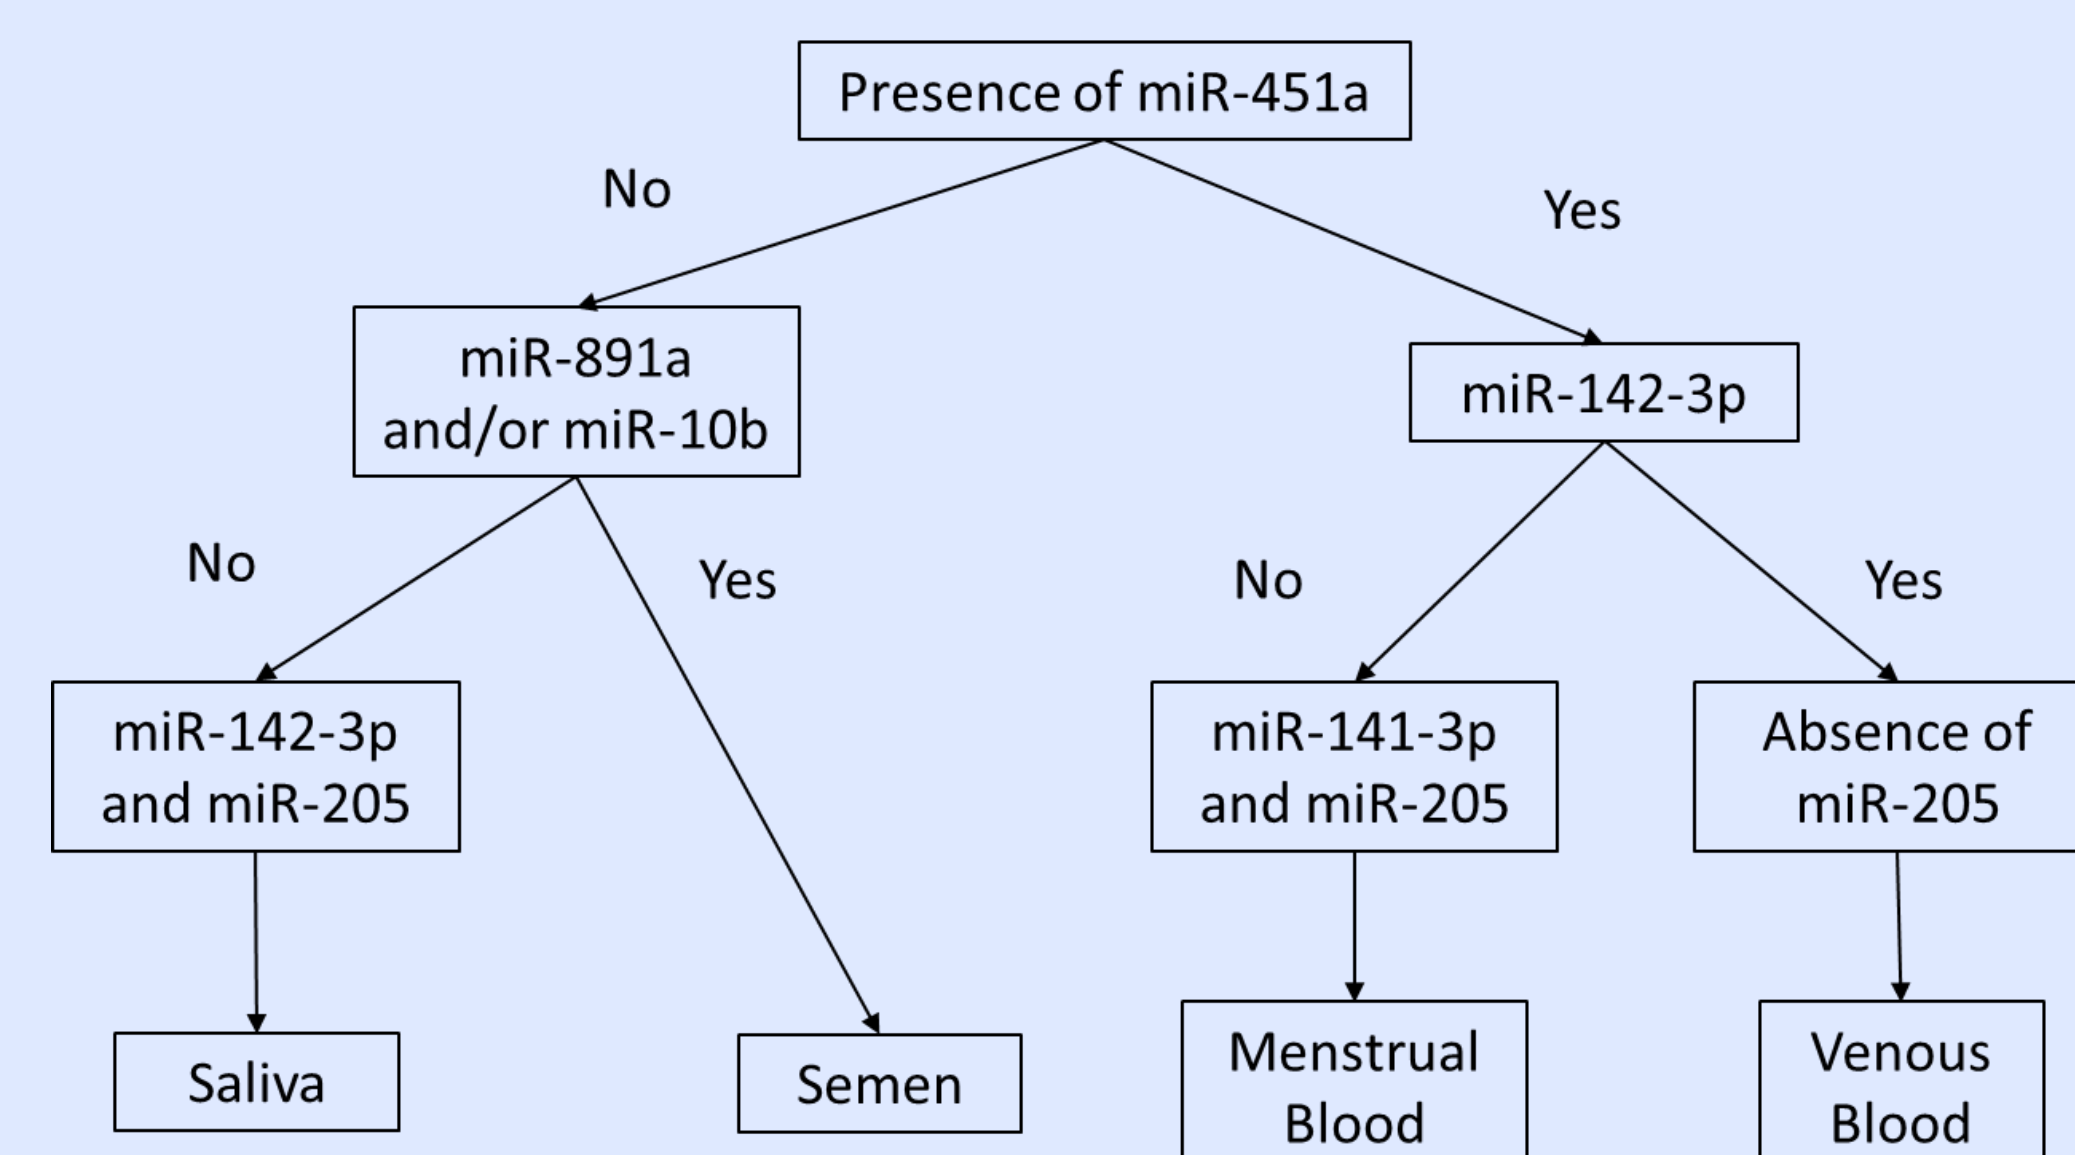 Presence of miR-451a
No
Yes
miR-891a
and/or miR-10b
miR-142-3p
No
Yes
No
Yes
miR-142-3p
and miR-205
miR-141-3p
and miR-205
Absence of
miR-205
Saliva
Semen
Menstrual
Blood
Venous
Blood